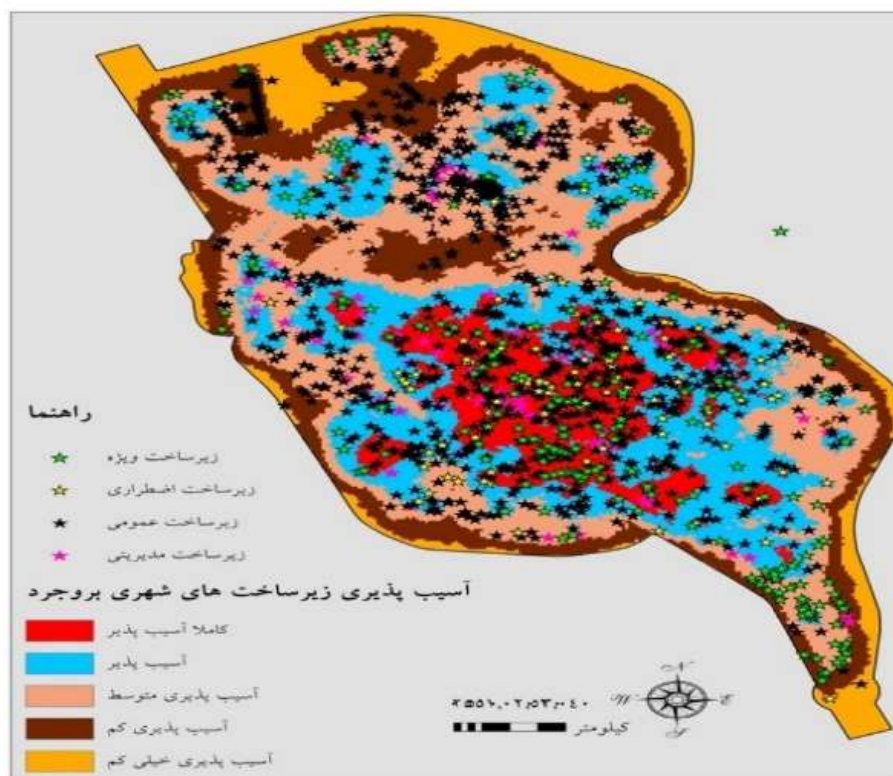 راهنما
زیرساخت ویژه
زیرساخت اضطراری
زیرساخت عمومی
زیرساخت مدیریتی
آسیب پذیری زیرساخت های شهری بروجرد
کاملا آسیب پذیر
آسیب پذیر
آسیب پذیری متوسط
آسیب پذیری کم
آسیب پذیری خیلی کم
کیلومتر
N
W
E
S